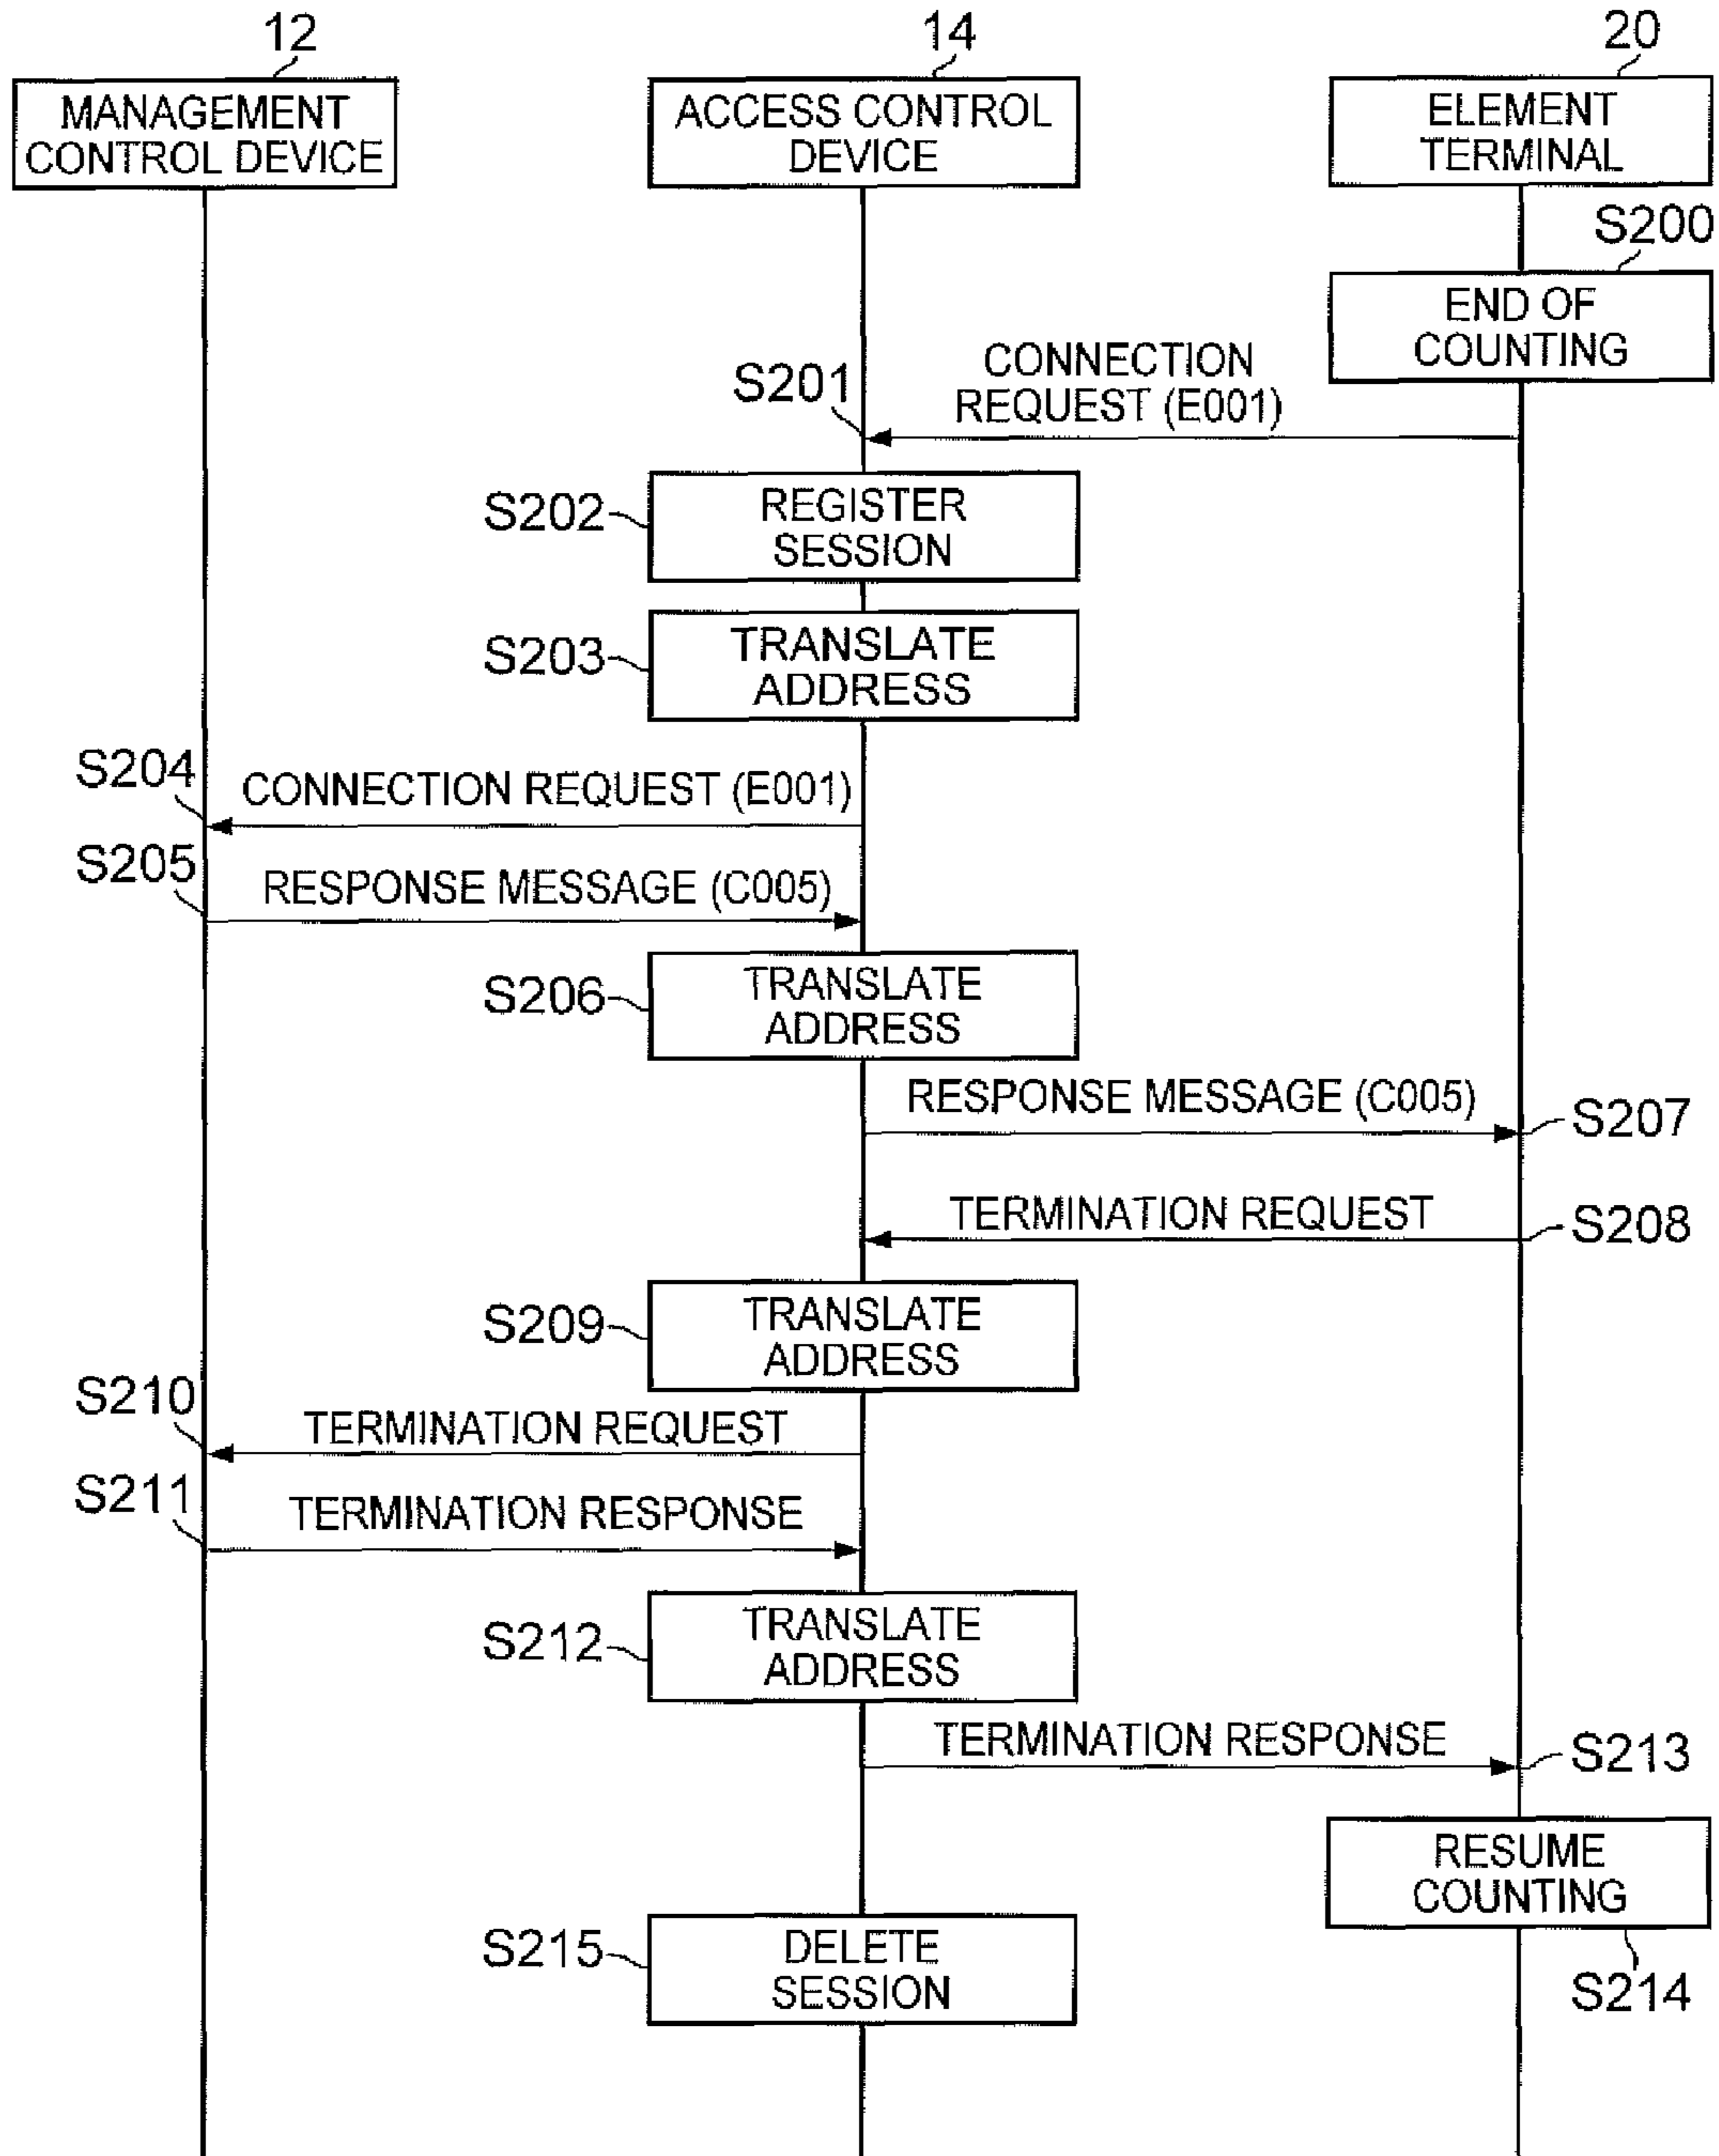 12
14
20
MANAGEMENT
CONTROL DEVICE
ACCESS CONTROL
DEVICE
ELEMENT
TERMINAL
S200
END OF
COUNTING
CONNECTION
REQUEST (E001)
S201
S202
REGISTER
SESSION
S203
TRANSLATE
ADDRESS
S204
CONNECTION REQUEST (E001)
S205
RESPONSE MESSAGE (C005)
S206
TRANSLATE
ADDRESS
RESPONSE MESSAGE (C005)
S207
TERMINATION REQUEST
S208
S209
TRANSLATE
ADDRESS
S210
TERMINATION REQUEST
S211
TERMINATION RESPONSE
S212
TRANSLATE
ADDRESS
TERMINATION RESPONSE
S213
RESUME
COUNTING
S214
S215
DELETE
SESSION